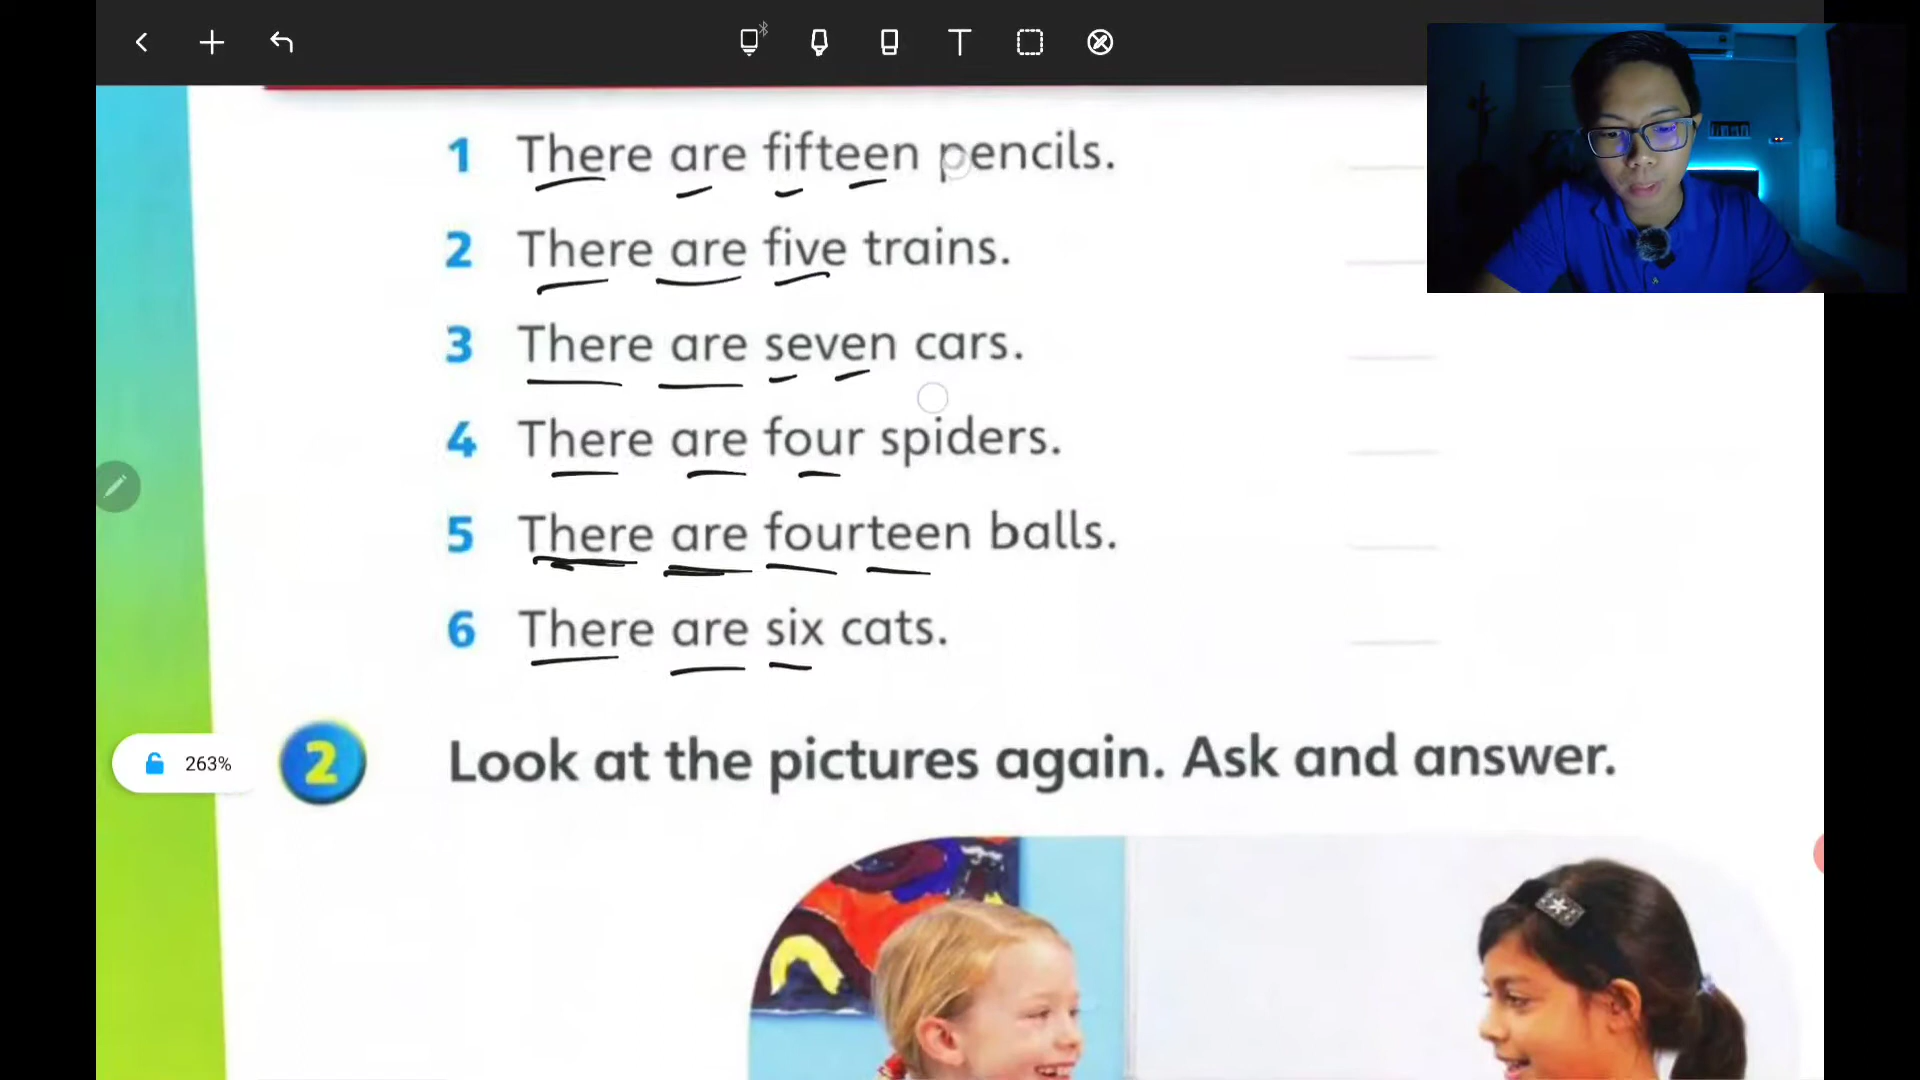 1 There are fifteen pencils.
2 There are five trains.
3 There are seven cars.
4 There are four spiders.
5 There are fourteen balls.
6 There are six cats.
2 Look at the pictures again. Ask and answer.
263%